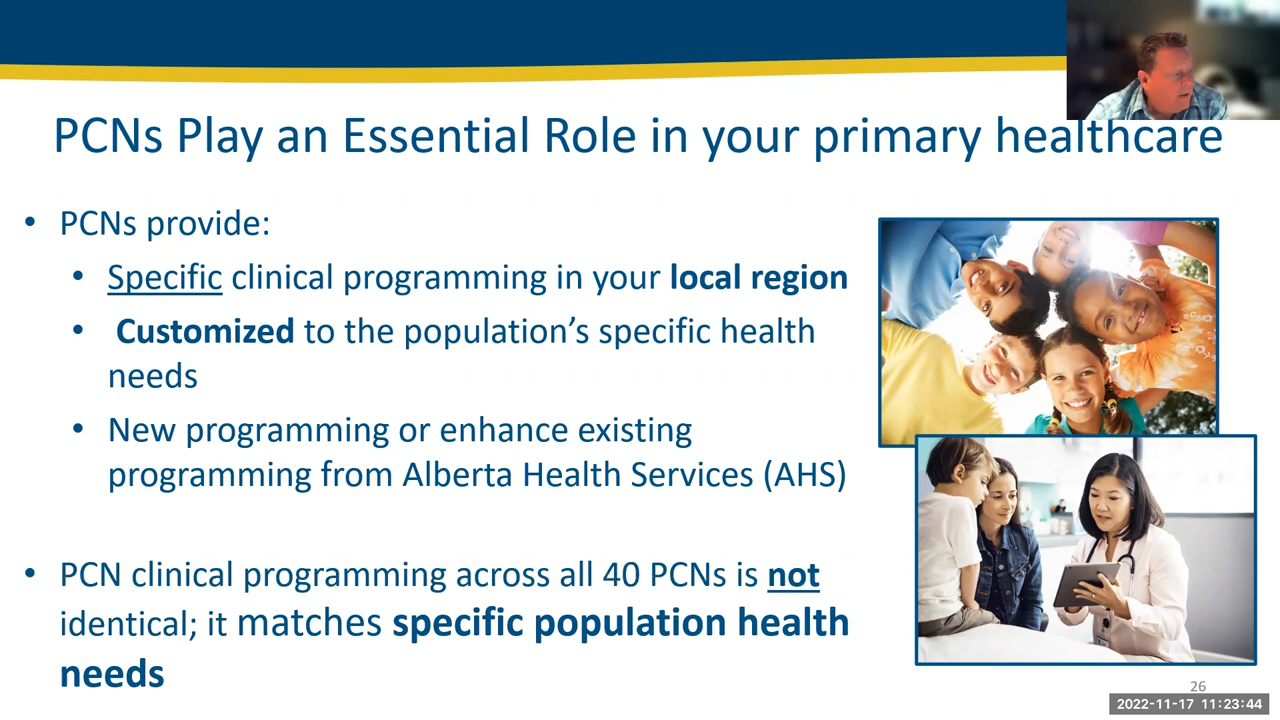 PCNs Play an Essential Role in your primary healthcare
• PCNs provide:
• Specific clinical programming in your local region
• Customized to the population’s specific health
needs
• New programming or enhance existing
programming from Alberta Health Services (AHS)
• PCN clinical programming across all 40 PCNs is not
identical; it matches specific population health
needs
26
2022-11-17 11:23:44